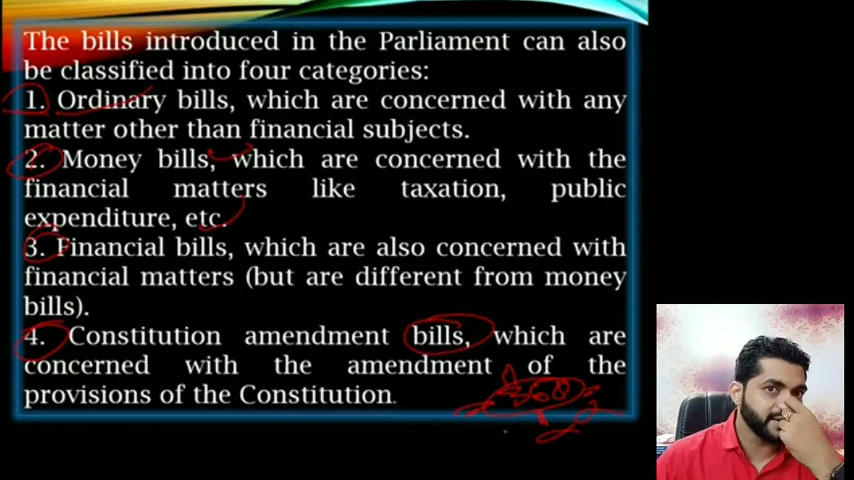 The bills introduced in the Parliament can also
be classified into four categories:
1. Ordinary bills, which are concerned with any
matter other than financial subjects.
2. Money bills, which are concerned with the
financial matters like taxation, public
expenditure, etc.
3. Financial bills, which are also concerned with
financial matters (but are different from money
bills).
4. Constitution amendment bills, which are
concerned with the amendment of the
provisions of the Constitution.
368